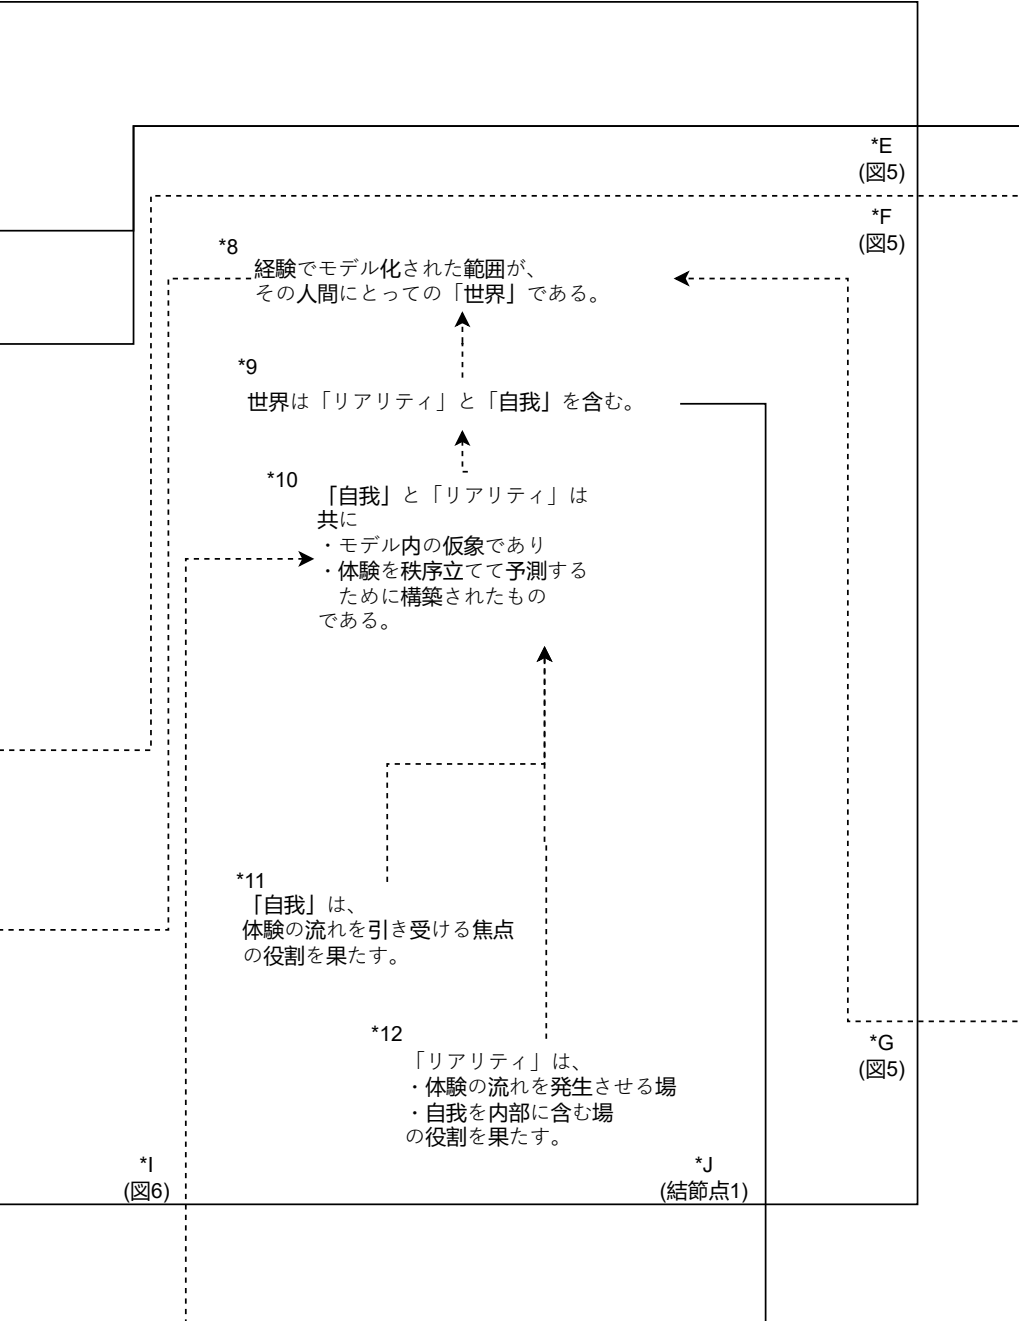 *E
(図5)
*F
(図5)
*8
経験でモデル化された範囲が、
その人間にとっての「世界」である。
*9
世界は「リアリティ」と「自我」を含む。
*10
「自我」と「リアリティ」は
共に
・モデル内の仮象であり
・体験を秩序立てて予測する
ために構築されたもの
である。
*11
「自我」は、
体験の流れを引き受ける焦点
の役割を果たす。
*12
「リアリティ」は、
・体験の流れを発生させる場
・自我を内部に含む場
の役割を果たす。
*G
(図5)
*I
(図6)
*J
(結節点1)